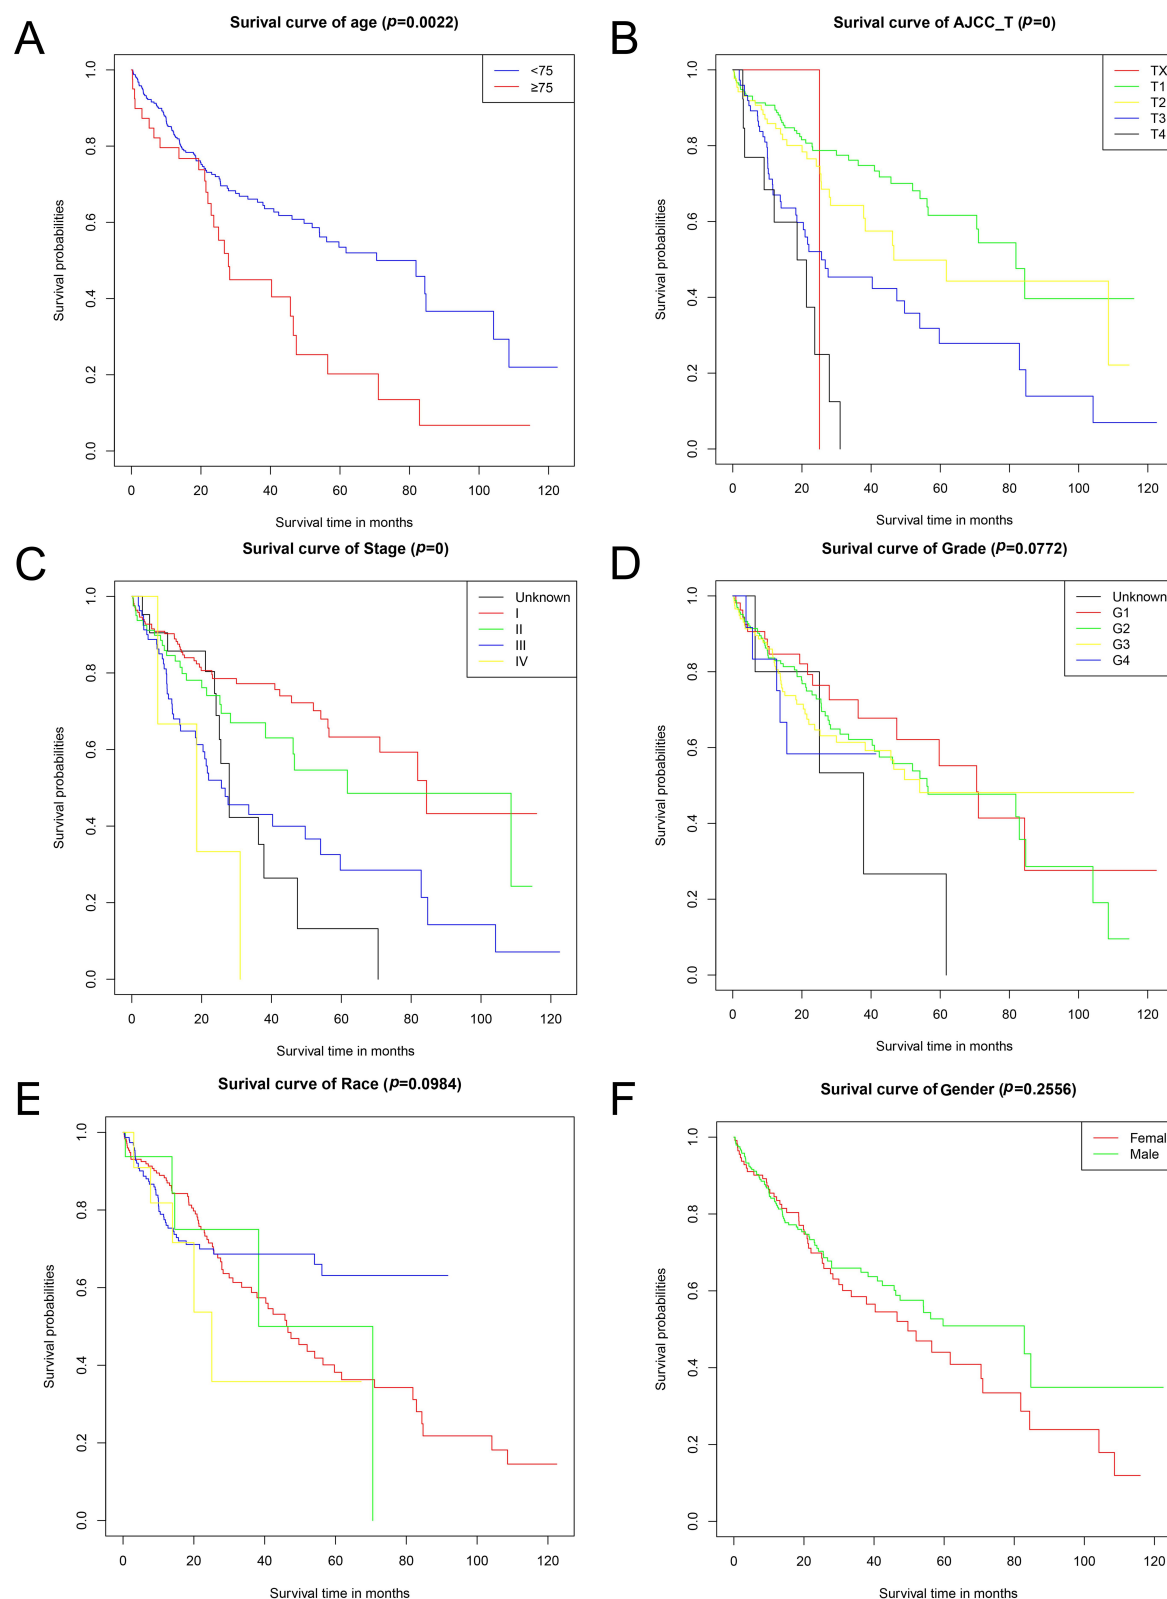 A
Surival curve of age (p=0.0022)
<75
≥75
Survival probabilities
0.0
0.2
0.4
0.6
0.8
1.0
0 20 40 60 80 100 120
Survival time in months
B
Surival curve of AJCC_T (p=0)
TX
T1
T2
T3
T4
Survival probabilities
0.0
0.2
0.4
0.6
0.8
1.0
0 20 40 60 80 100 120
Survival time in months
C
Surival curve of Stage (p=0)
Unknown
I
II
III
IV
Survival probabilities
0.0
0.2
0.4
0.6
0.8
1.0
0 20 40 60 80 100 120
Survival time in months
D
Surival curve of Grade (p=0.0772)
Unknown
G1
G2
G3
G4
Survival probabilities
0.0
0.2
0.4
0.6
0.8
1.0
0 20 40 60 80 100 120
Survival time in months
E
Surival curve of Race (p=0.0984)
Survival probabilities
0.0
0.2
0.4
0.6
0.8
1.0
0 20 40 60 80 100 120
Survival time in months
F
Surival curve of Gender (p=0.2556)
Femal
Male
Survival probabilities
0.0
0.2
0.4
0.6
0.8
1.0
0 20 40 60 80 100 120
Survival time in months